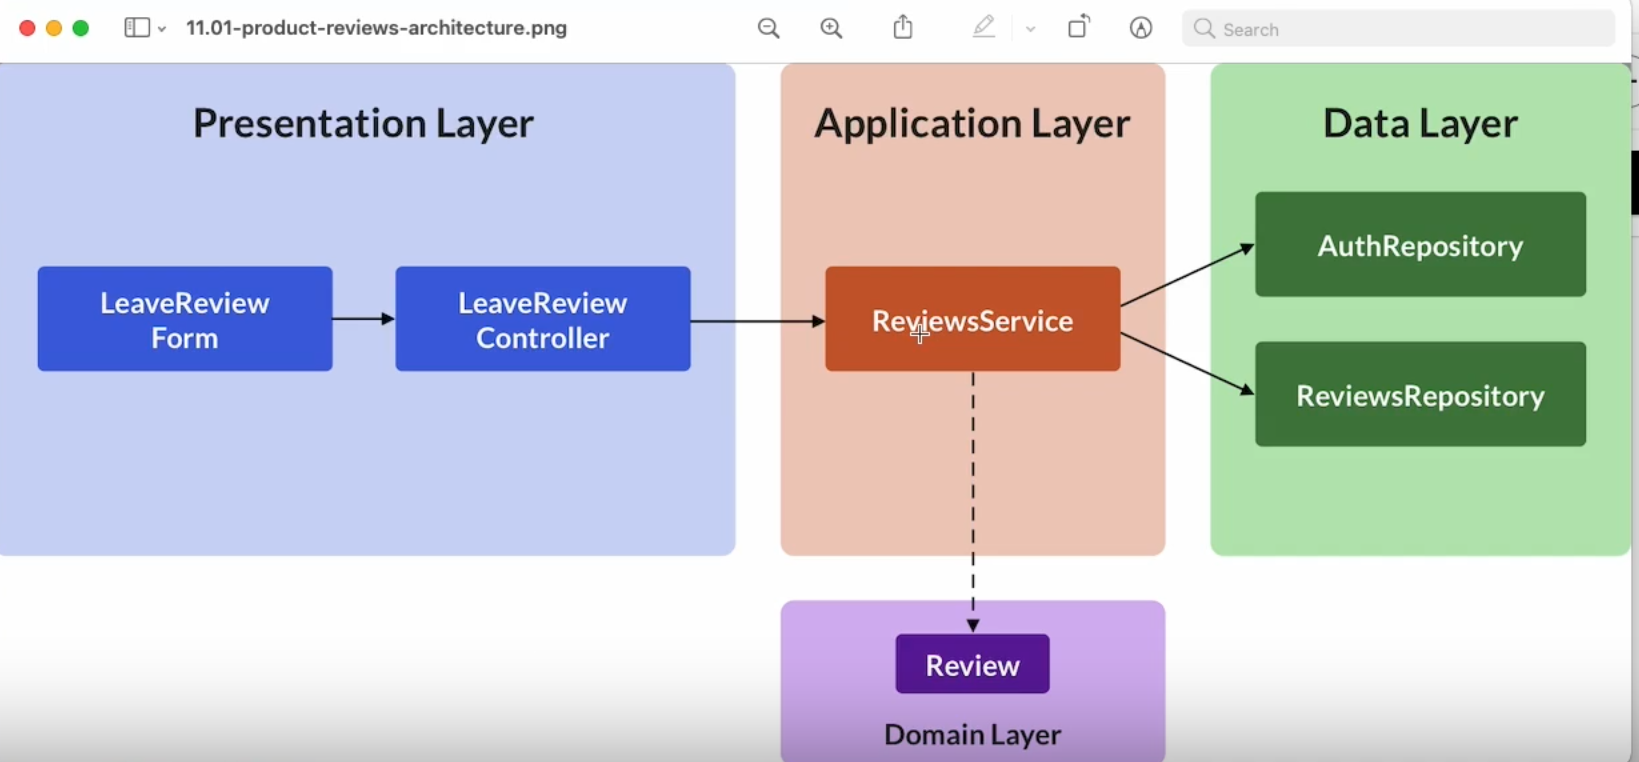 11.01-product-reviews-architecture.png
Search
Presentation Layer
Application Layer
Data Layer
LeaveReview
Form
LeaveReview
Controller
ReviewsService
AuthRepository
ReviewsRepository
Review
Domain Layer